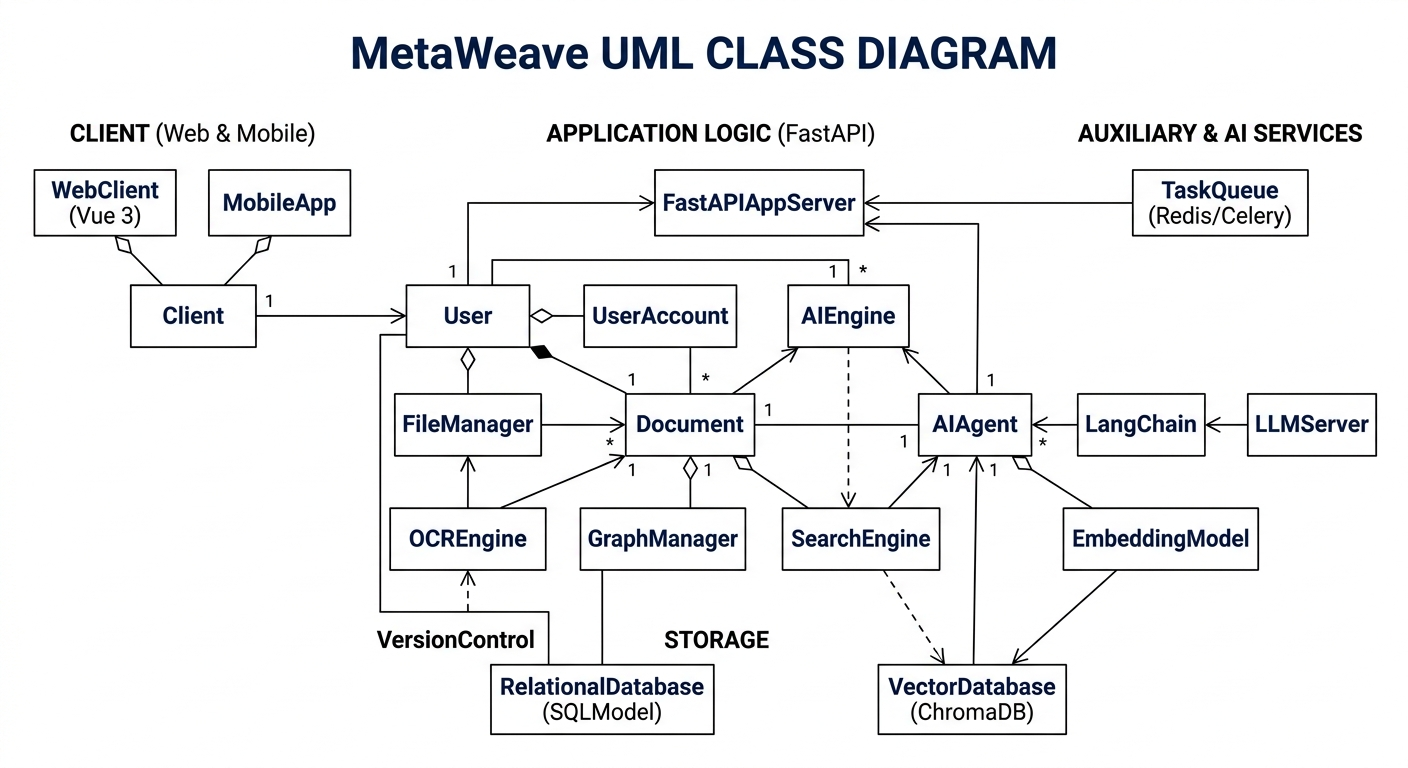 MetaWeave UML CLASS DIAGRAM
CLIENT (Web & Mobile)
APPLICATION LOGIC (FastAPI)
AUXILIARY & AI SERVICES
WebClient
(Vue 3)
MobileApp
FastAPIAppServer
TaskQueue
(Redis/Celery)
1
1
*
Client
1
User
UserAccount
AIEngine
1
*
1
FileManager
Document
1
AIAgent
LangChain
LLMServer
*
1
1
*
1
1
1
OCREngine
GraphManager
SearchEngine
EmbeddingModel
VersionControl
STORAGE
RelationalDatabase
(SQLModel)
VectorDatabase
(ChromaDB)